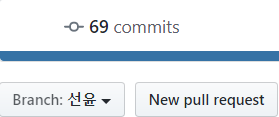 69 commits
Branch: 선윤
New pull request